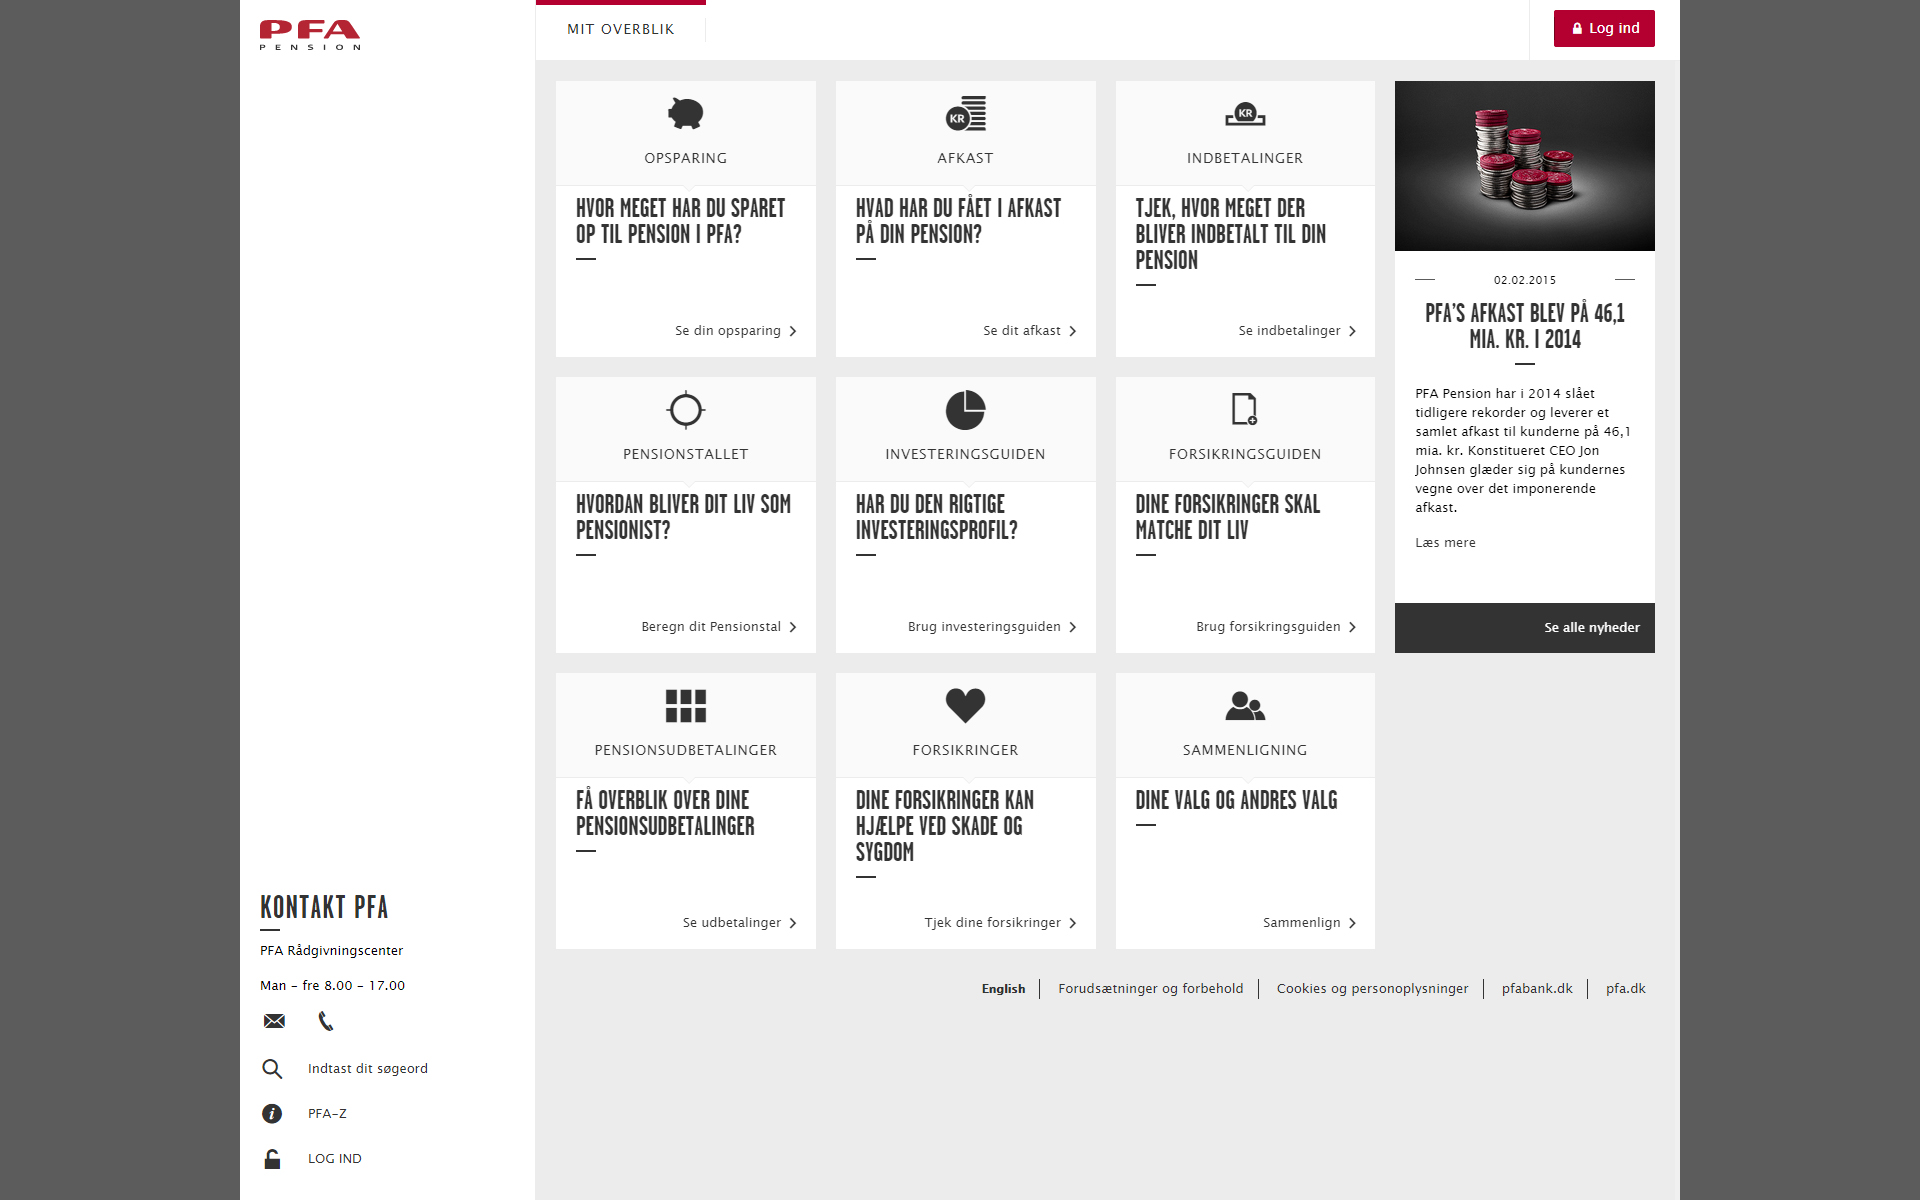 PFA
PENSION
MIT OVERBLIK
Log ind
OPSPARING
HVOR MEGET HAR DU SPARET
OP TIL PENSION I PFA?
Se din opsparing
KR
AFKAST
HVAD HAR DU FÅET I AFKAST
PÅ DIN PENSION?
Se dit afkast
KR
INDBETALINGER
TJEK, HVOR MEGET DER
BLIVER INDBETALT TIL DIN
PENSION
Se indbetalinger
02.02.2015
PFA'S AFKAST BLEV PÅ 46,1
MIA. KR. I 2014
PFA Pension har i 2014 slået
tidligere rekorder og leverer et
samlet afkast til kunderne på 46,1
mia. kr. Konstitueret CEO Jon
Johnsen glæder sig på kundernes
vegne over det imponerende
afkast.
Læs mere
Se alle nyheder
PENSIONSTALLET
HVORDAN BLIVER DIT LIV SOM
PENSIONIST?
Beregn dit Pensionstal
INVESTERINGSGUIDEN
HAR DU DEN RIGTIGE
INVESTERINGSPROFIL?
Brug investeringsguiden
FORSIKRINGSGUIDEN
DINE FORSIKRINGER SKAL
MATCHE DIT LIV
Brug forsikringsguiden
PENSIONSUDBETALINGER
FÅ OVERBLIK OVER DINE
PENSIONSUDBETALINGER
Se udbetalinger
FORSIKRINGER
DINE FORSIKRINGER KAN
HJÆLPE VED SKADE OG
SYGDOM
Tjek dine forsikringer
SAMMENLIGNING
DINE VALG OG ANDRES VALG
Sammenlign
KONTAKT PFA
PFA Rådgivningscenter
Man - fre 8.00 - 17.00
Indtast dit søgeord
PFA-Z
LOG IND
English
Forudsætninger og forbehold
Cookies og personoplysninger
pfabank.dk
pfa.dk